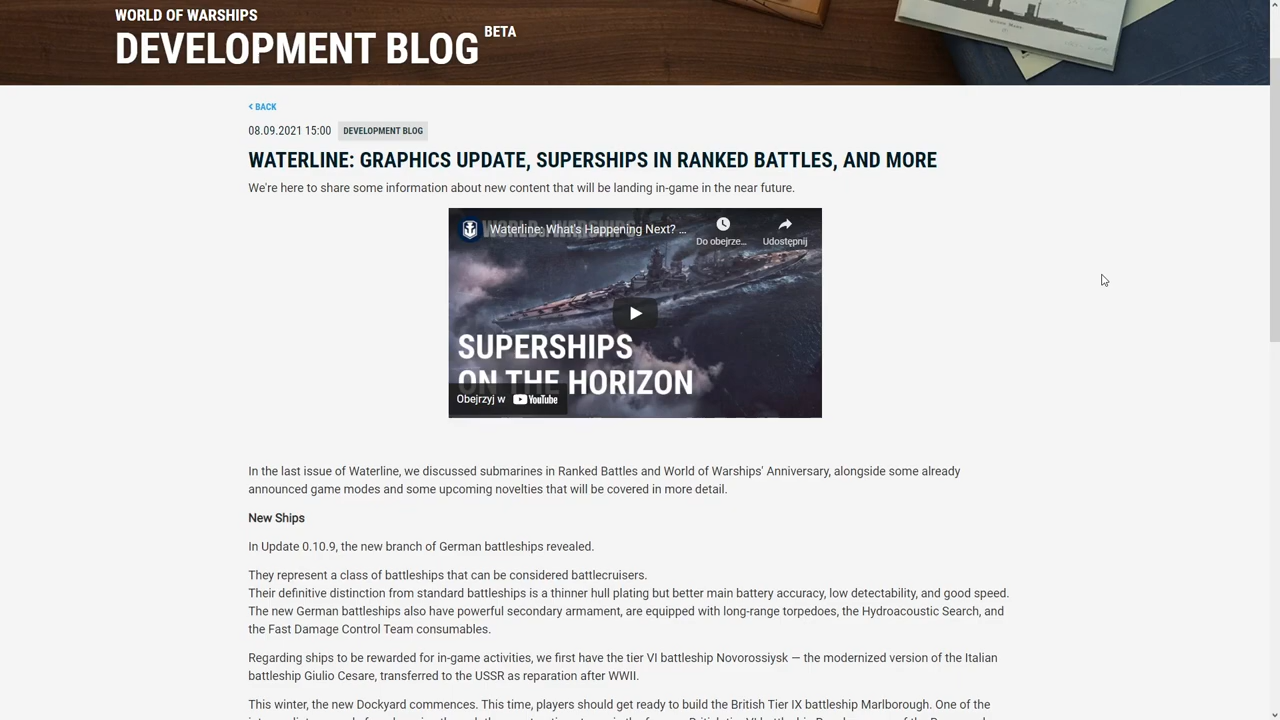 WORLD OF WARSHIPS
DEVELOPMENT BLOG BETA
< BACK
08.09.2021 15:00 DEVELOPMENT BLOG
WATERLINE: GRAPHICS UPDATE, SUPERSHIPS IN RANKED BATTLES, AND MORE
We're here to share some information about new content that will be landing in-game in the near future.
Waterline: What's Happening Next? ...
Do obejrze... Udostępnij
SUPERSHIPS
ON THE HORIZON
Obejrzyj w YouTube
In the last issue of Waterline, we discussed submarines in Ranked Battles and World of Warships' Anniversary, alongside some already
announced game modes and some upcoming novelties that will be covered in more detail.
New Ships
In Update 0.10.9, the new branch of German battleships revealed.
They represent a class of battleships that can be considered battlecruisers.
Their definitive distinction from standard battleships is a thinner hull plating but better main battery accuracy, low detectability, and good speed.
The new German battleships also have powerful secondary armament, are equipped with long-range torpedoes, the Hydroacoustic Search, and
the Fast Damage Control Team consumables.
Regarding ships to be rewarded for in-game activities, we first have the tier VI battleship Novorossiysk — the modernized version of the Italian
battleship Giulio Cesare, transferred to the USSR as reparation after WWII.
This winter, the new Dockyard commences. This time, players should get ready to build the British Tier IX battleship Marlborough. One of the